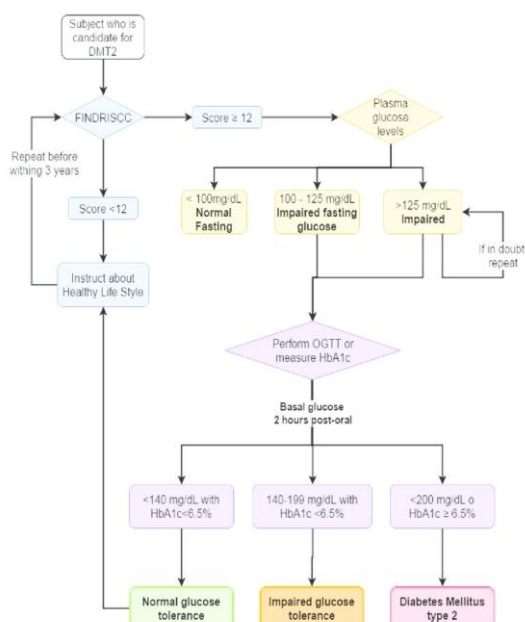 Subject who is
candidate for
DMT2
FINDRISCC
Score ≥ 12
Plasma
glucosa
levels
Repeat before
withing 3 years
< 100mg/dL
Normal
Fasting
100 - 125 mg/dL
Impaired fasting
glucose
>125 mg/dL
Impaired
Score <12
If in doubt
repeat
Instruct about
Healthy Life Style
Perform OGTT or
measure HbA1c
Basal glucose
2 hours post-oral
<140 mg/dL with
HbA1c<6.5%
140-199 mg/dL with
HbA1c <6.5%
<200 mg/dL o
HbA1c ≥ 6.5%
Normal glucose
tolerance
Impaired glucose
tolerance
Diabetes Mellitus
type 2